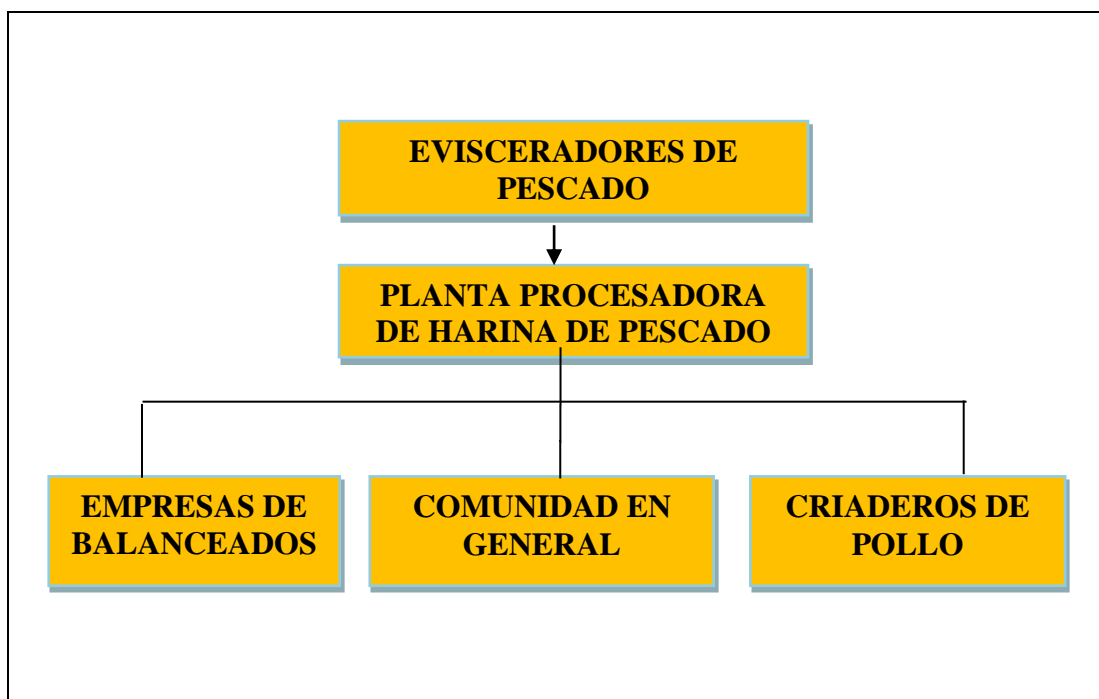 EVISCERADORES DE
PESCADO
PLANTA PROCESADORA
DE HARINA DE PESCADO
EMPRESAS DE
BALANCEADOS
COMUNIDAD EN
GENERAL
CRIADEROS DE
POLLO